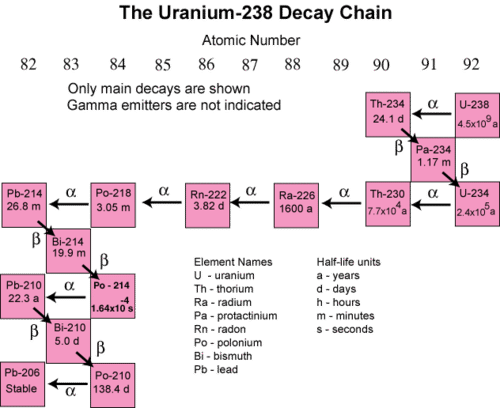 The Uranium-238 Decay Chain
Atomic Number
82 83 84 85 86 87 88 89 90 91 92
Only main decays are shown
Gamma emitters are not indicated
Th-234 α U-238
24.1 d 4.5x10⁹a
β Pa-234 β
1.17 m
Pb-214 α Po-218 α Rn-222 α Ra-226 α Th-230 α U-234
26.8 m 3.05 m 3.82 d 1600 a 7.7x10⁴a 2.4x10⁵a
β Bi-214 β
19.9 m
Pb-210 α Po - 214
22.3 a -4
1.64x10 s
β Bi-210 β
5.0 d
Pb-206 α Po-210
Stable 138.4 d
Element Names
U - uranium
Th - thorium
Ra - radium
Pa - protactinium
Rn - radon
Po - polonium
Bi - bismuth
Pb - lead
Half-life units
a - years
d - days
h - hours
m - minutes
s - seconds